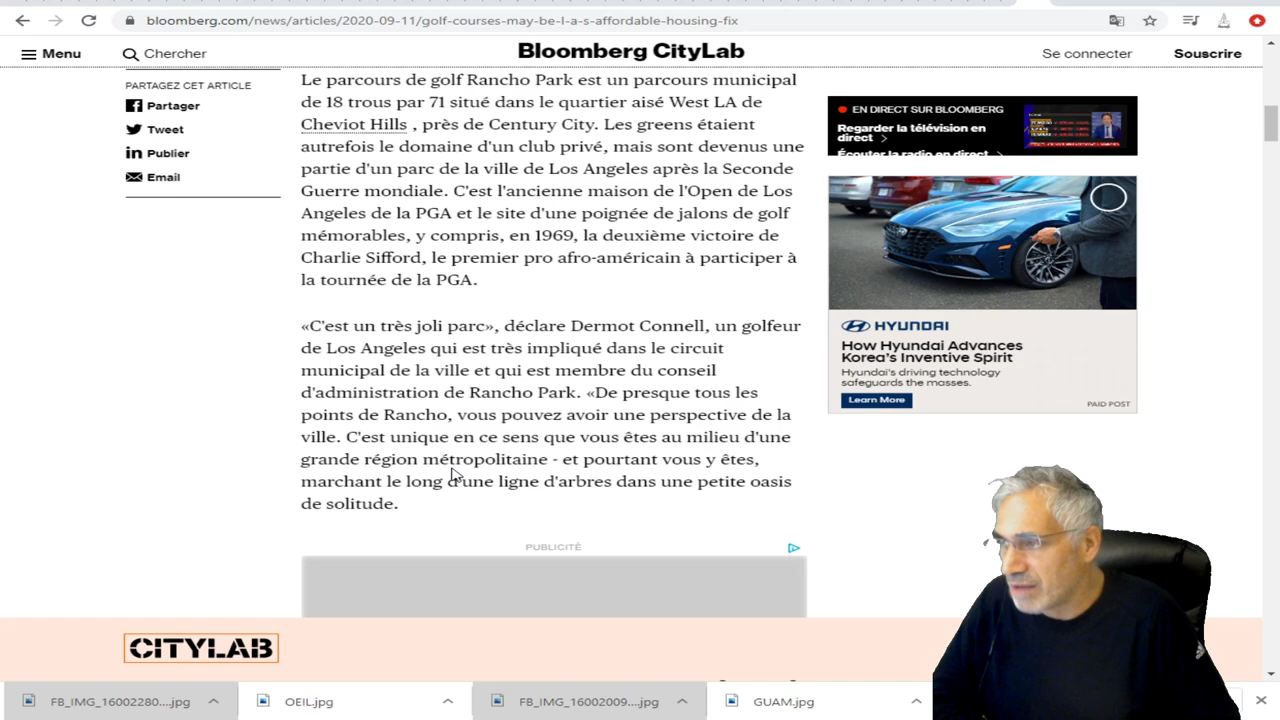 bloomberg.com/news/articles/2020-09-11/golf-courses-may-be-l-a-s-affordable-housing-fix
Menu
Chercher
Bloomberg CityLab
Se connecter
Souscrire
PARTAGEZ CET ARTICLE
Partager
Tweet
Publier
Email
Le parcours de golf Rancho Park est un parcours municipal
de 18 trous par 71 situé dans le quartier aisé West LA de
Cheviot Hills , près de Century City. Les greens étaient
autrefois le domaine d'un club privé, mais sont devenus une
partie d'un parc de la ville de Los Angeles après la Seconde
Guerre mondiale. C'est l'ancienne maison de l'Open de Los
Angeles de la PGA et le site d'une poignée de jalons de golf
mémorables, y compris, en 1969, la deuxième victoire de
Charlie Sifford, le premier pro afro-américain à participer à
la tournée de la PGA.
«C'est un très joli parc», déclare Dermot Connell, un golfeur
de Los Angeles qui est très impliqué dans le circuit
municipal de la ville et qui est membre du conseil
d'administration de Rancho Park. «De presque tous les
points de Rancho, vous pouvez avoir une perspective de la
ville. C'est unique en ce sens que vous êtes au milieu d'une
grande région métropolitaine - et pourtant vous y êtes,
marchant le long d'une ligne d'arbres dans une petite oasis
de solitude.
PUBLICITÉ
EN DIRECT SUR BLOOMBERG
Regarder la télévision en
direct >
Écouter la radio en direct >
HYUNDAI
How Hyundai Advances
Korea's Inventive Spirit
Hyundai's driving technology
safeguards the masses.
Learn More
PAID POST
CITYLAB
FB_IMG_16002280....jpg
OEIL.jpg
FB_IMG_16002009....jpg
GUAM.jpg